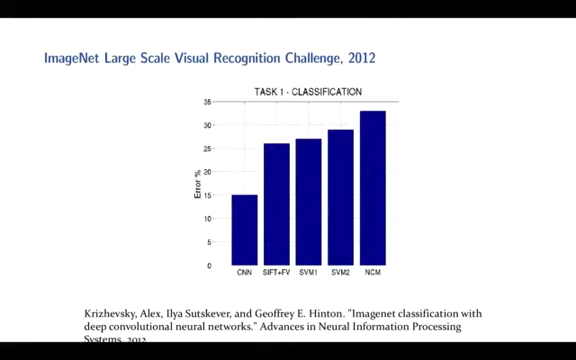 ImageNet Large Scale Visual Recognition Challenge, 2012
TASK 1 - CLASSIFICATION
35
30
25
20
15
10
5
0
Error %
CNN SIFT+FV SVM1 SVM2 NCM
Krizhevsky, Alex, Ilya Sutskever, and Geoffrey E. Hinton. "Imagenet classification with
deep convolutional neural networks." Advances in Neural Information Processing
Systems, 2012.